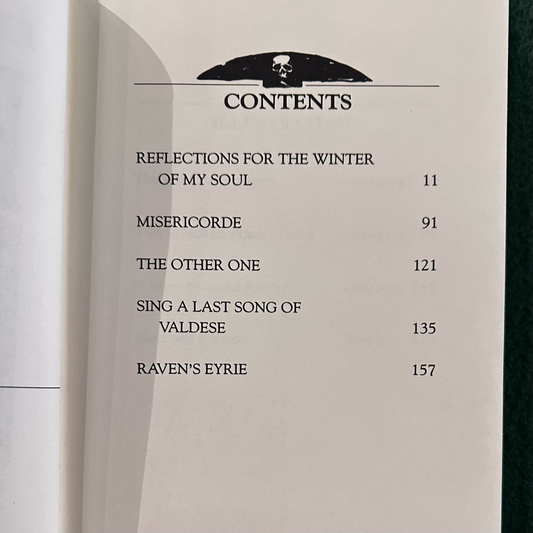 CONTENTS
REFLECTIONS FOR THE WINTER
OF MY SOUL 11
MISERICORDE 91
THE OTHER ONE 121
SING A LAST SONG OF
VALDESE 135
RAVEN'S EYRIE 157